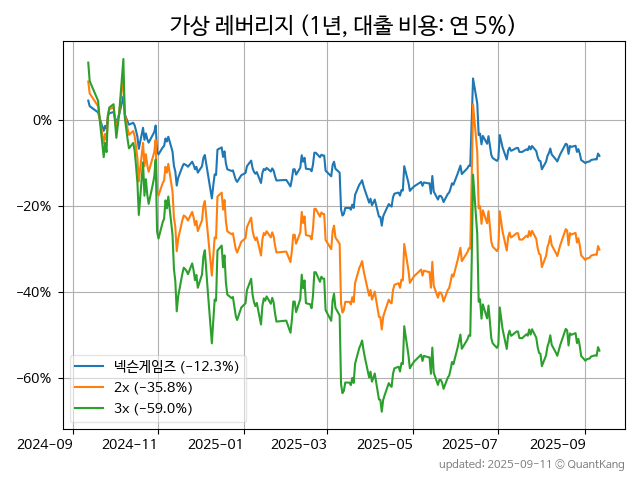 가상 레버리지 (1년, 대출 비용: 연 5%)
0%
−20%
−40%
−60%
넥슨게임즈 (−12.3%)
2x (−35.8%)
3x (−59.0%)
2024-09 2024-11 2025-01 2025-03 2025-05 2025-07 2025-09
updated: 2025-09-11 © QuantKang